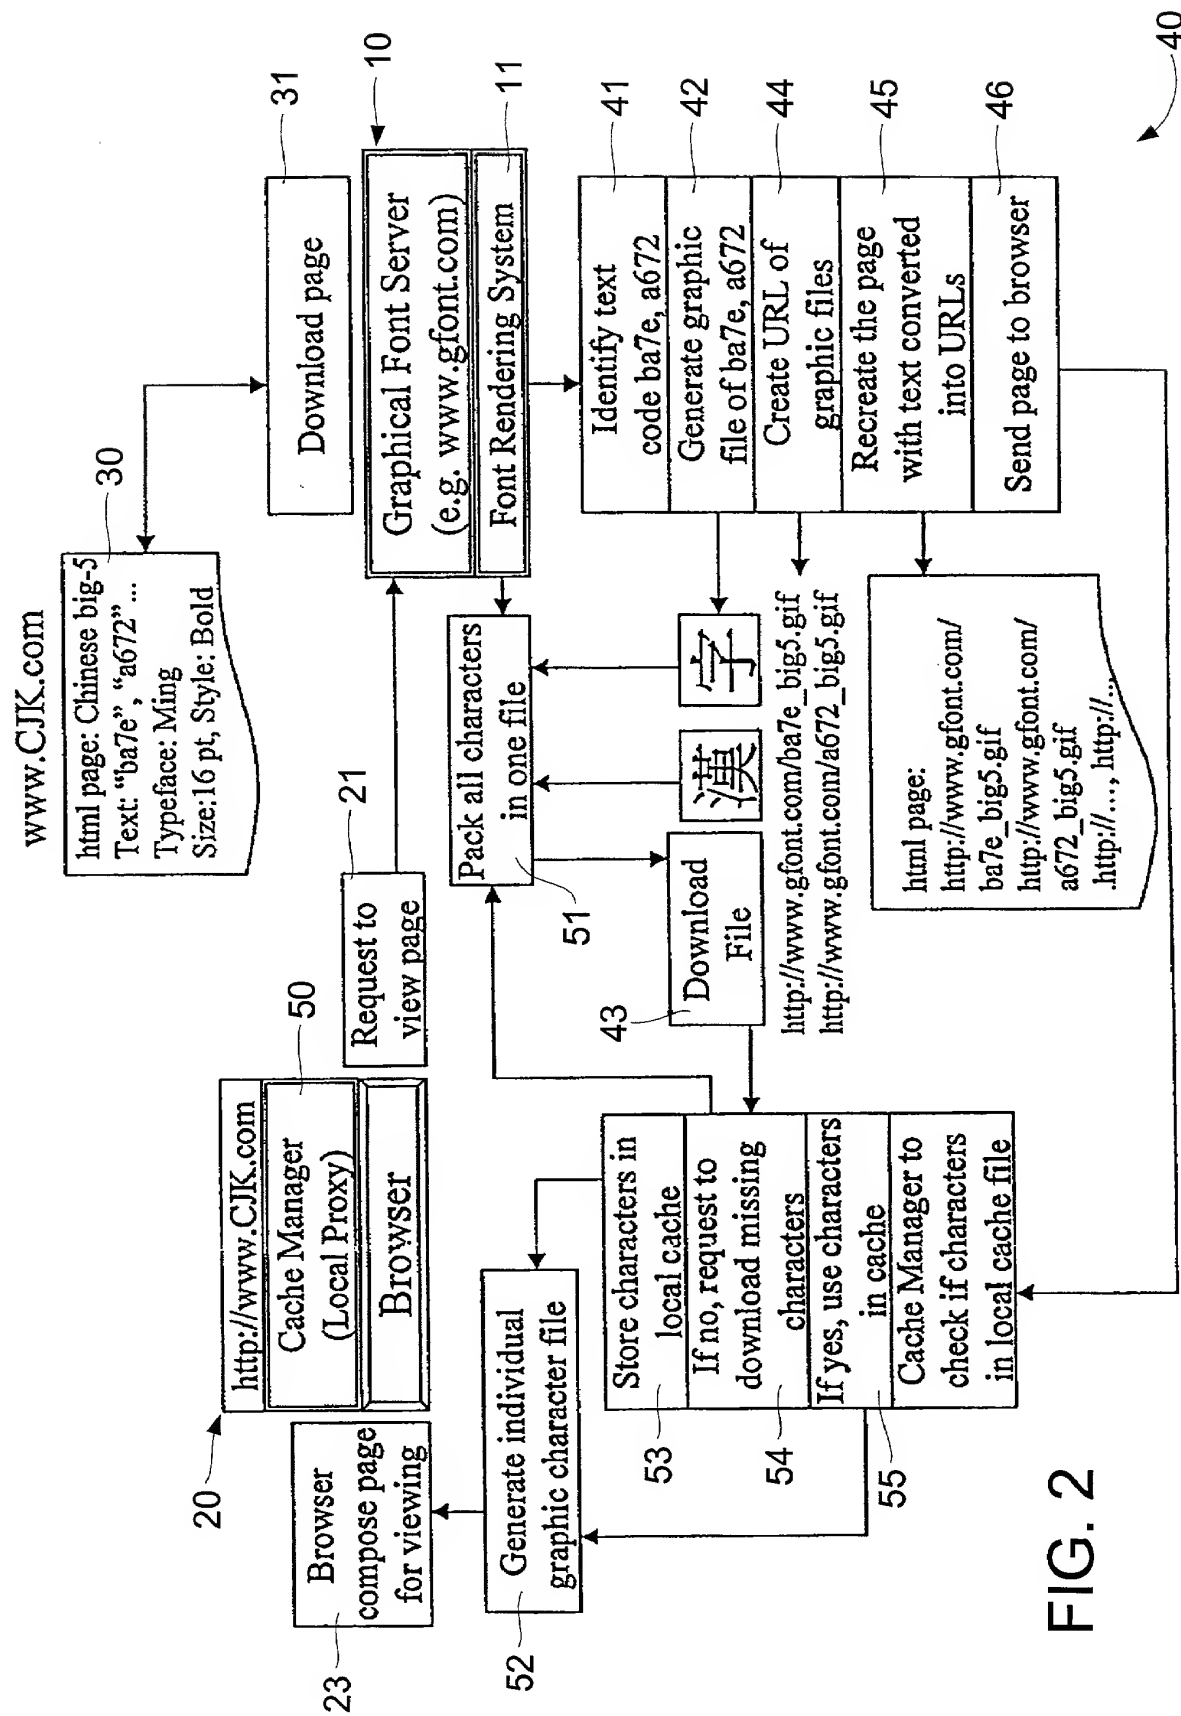 www.CJK.com
html page: Chinese big-5
Text: “ba7e”, “a672” ...
Typeface: Ming
Size:16 pt, Style: Bold
30
Download page
31
20
http://www.CJK.com
Cache Manager
(Local Proxy)
Browser
50
Request to
view page
21
Graphical Font Server
(e.g. www.gfont.com)
Font Rendering System
10
11
Browser
compose page
for viewing
23
Generate individual
graphic character file
52
Pack all characters
in one file
51
Identify text
code ba7e, a672
41
Generate graphic
file of ba7e, a672
42
Create URL of
graphic files
44
Recreate the page
with text converted
into URLs
45
Send page to browser
46
Store characters in
local cache
53
If no, request to
download missing
characters
54
If yes, use characters
in cache
55
Cache Manager to
check if characters
in local cache file
Download
File
43
漢
字
http://www.gfont.com/ba7e_big5.gif
http://www.gfont.com/a672_big5.gif
html page:
http://www.gfont.com/
ba7e_big5.gif
http://www.gfont.com/
a672_big5.gif
.http://..., http://..,
40
FIG. 2